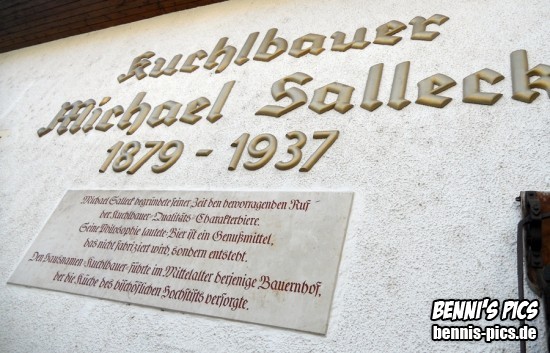 Kuchlbauer
Michael Salleck
1879 - 1937
Michael Salleck begründete seiner Zeit den hervorragenden Ruf
der Kuchlbauer-Qualitäts-Charakterbiere.
Seine Philosophie lautete-Bier ist ein Genußmittel,
das nicht fabriziert wird, sondern entsteht.
Den Hausnamen Kuchlbauer führte im Mittelalter derjenige Bauernhof,
der die Küche des bischöflichen Hochstifts versorgte.
BENNI'S PICS
bennis-pics.de